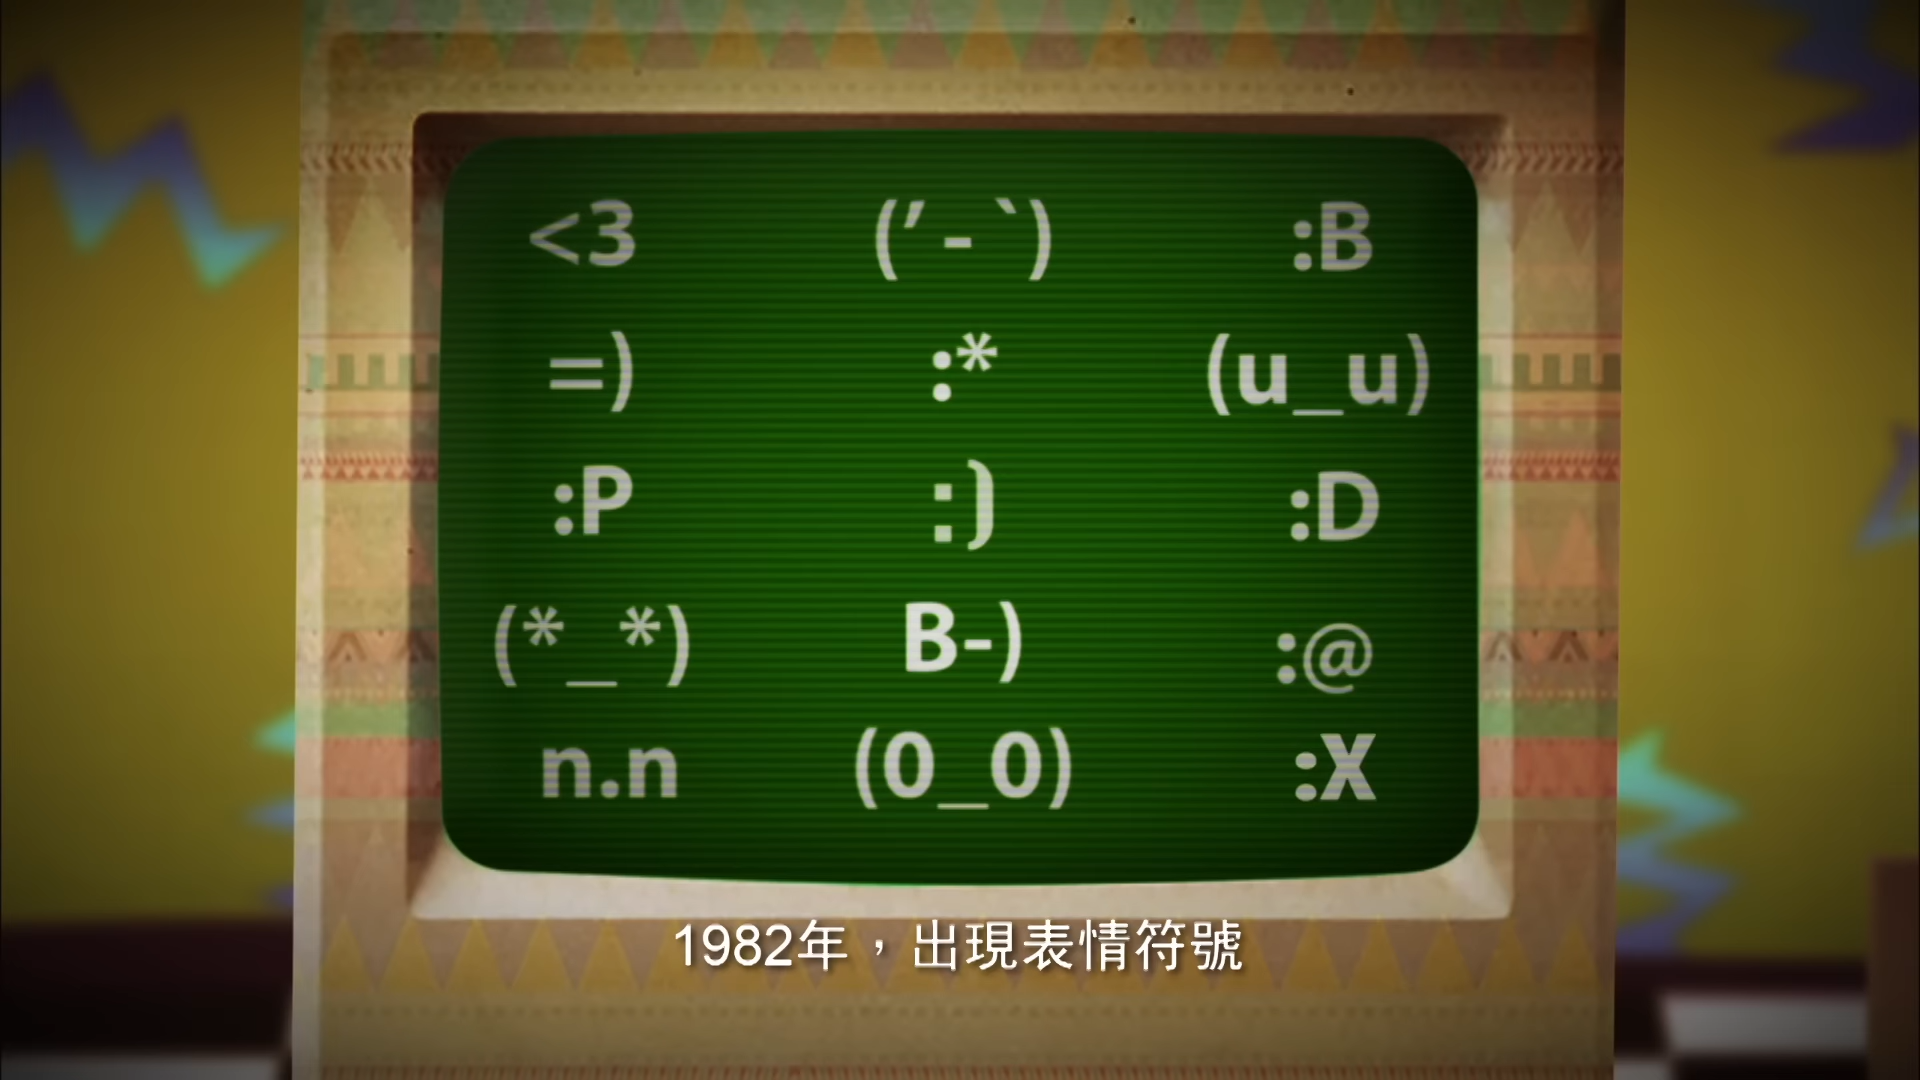 <3 (′ - `) :B
=) :* (u_u)
:P :) :D
(*_*) B-) :@
n.n (0_0) :X
1982年，出現表情符號